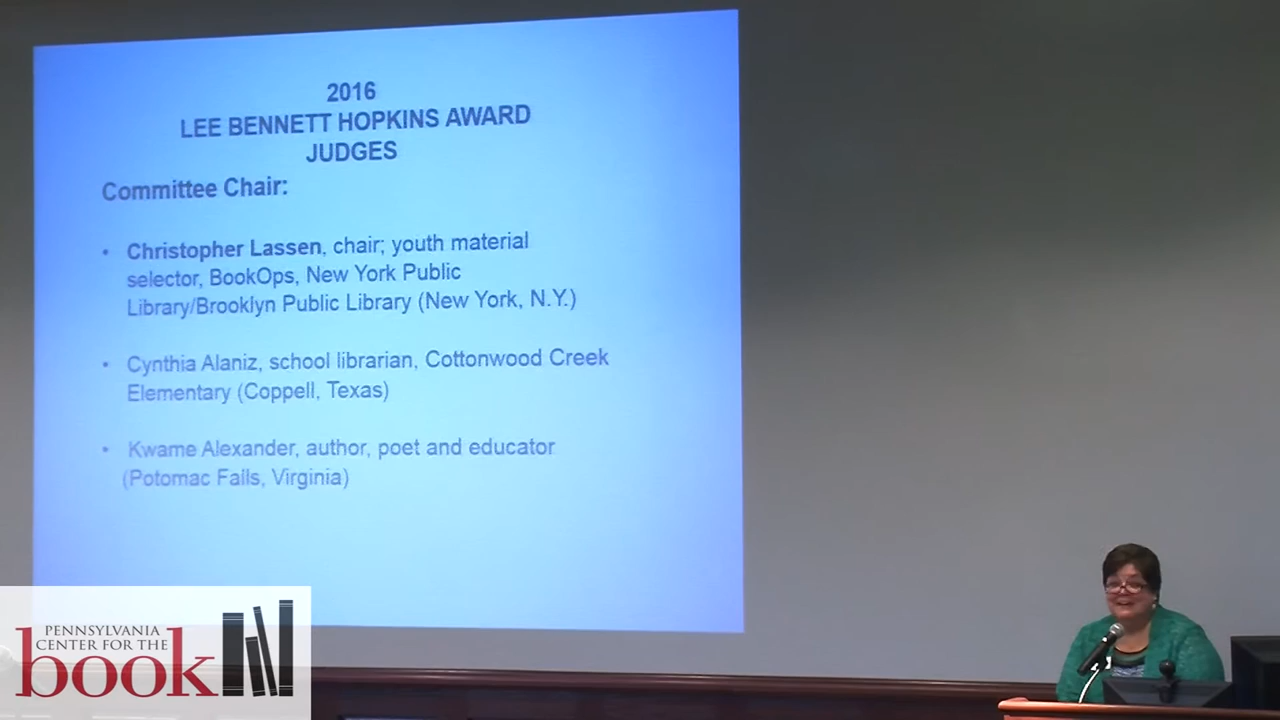 2016
LEE BENNETT HOPKINS AWARD
JUDGES
Committee Chair:
• Christopher Lassen, chair; youth material
selector, BookOps, New York Public
Library/Brooklyn Public Library (New York, N.Y.)
• Cynthia Alaniz, school librarian, Cottonwood Creek
Elementary (Coppell, Texas)
• Kwame Alexander, author, poet and educator
(Potomac Falls, Virginia)
PENNSYLVANIA
CENTER FOR THE
book